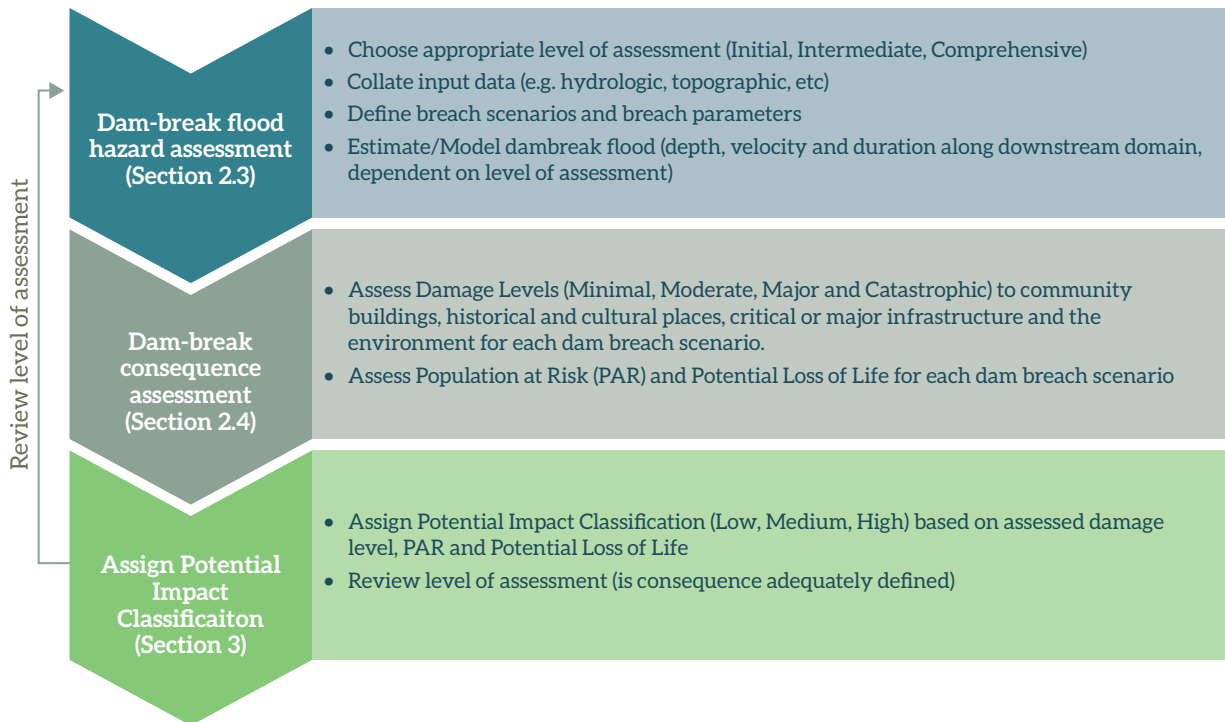 Review level of assessment
Dam-break flood
hazard assessment
(Section 2.3)
• Choose appropriate level of assessment (Initial, Intermediate, Comprehensive)
• Collate input data (e.g. hydrologic, topographic, etc)
• Define breach scenarios and breach parameters
• Estimate/Model dambreak flood (depth, velocity and duration along downstream domain,
dependent on level of assessment)
Dam-break
consequence
assessment
(Section 2.4)
• Assess Damage Levels (Minimal, Moderate, Major and Catastrophic) to community
buildings, historical and cultural places, critical or major infrastructure and the
environment for each dam breach scenario.
• Assess Population at Risk (PAR) and Potential Loss of Life for each dam breach scenario
Assign Potential
Impact
Classificaiton
(Section 3)
• Assign Potential Impact Classification (Low, Medium, High) based on assessed damage
level, PAR and Potential Loss of Life
• Review level of assessment (is consequence adequately defined)